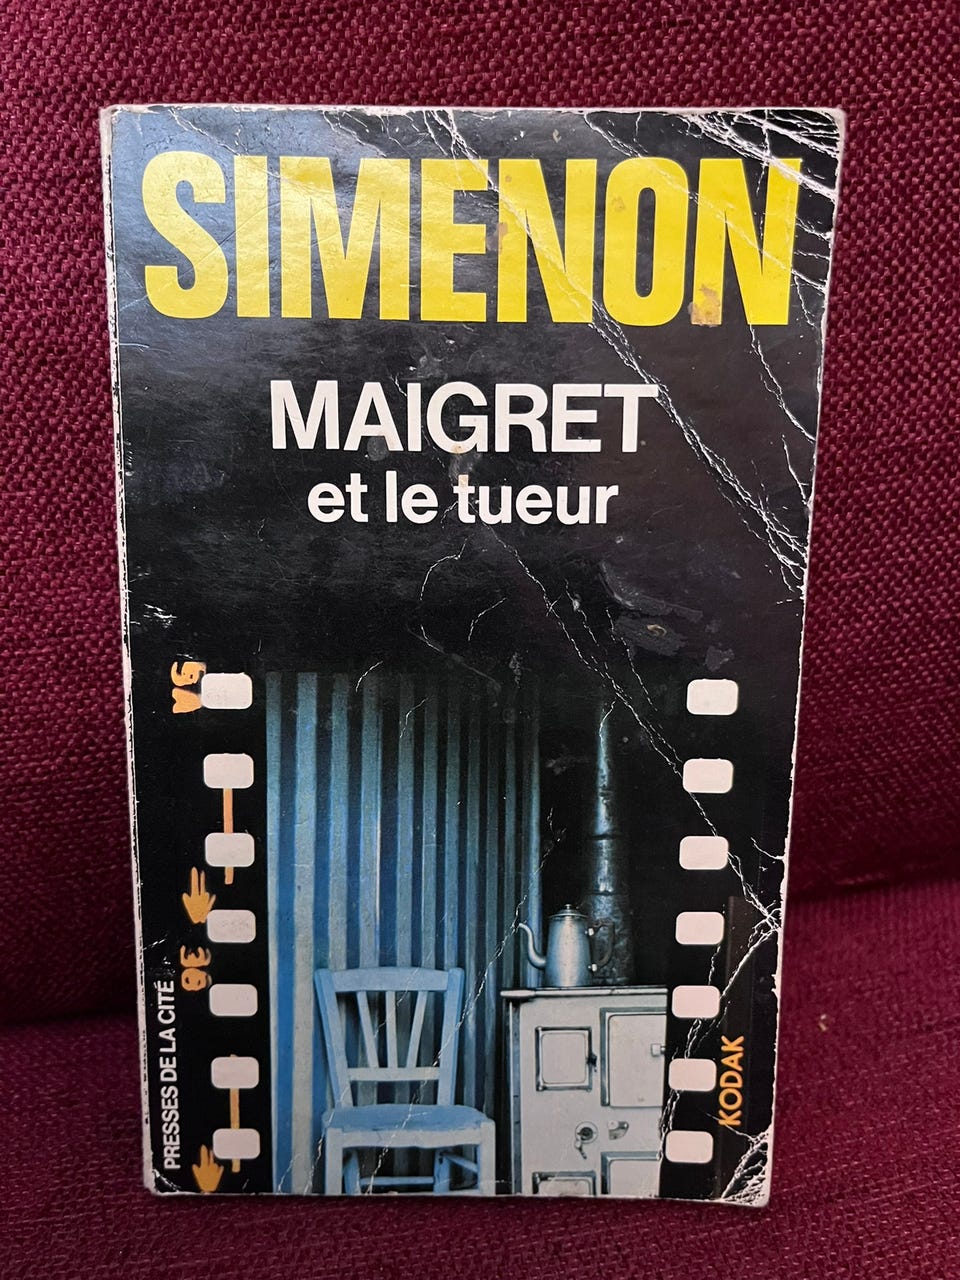 SIMENON
MAIGRET
et le tueur
PRESSES DE LA CITÉ
KODAK